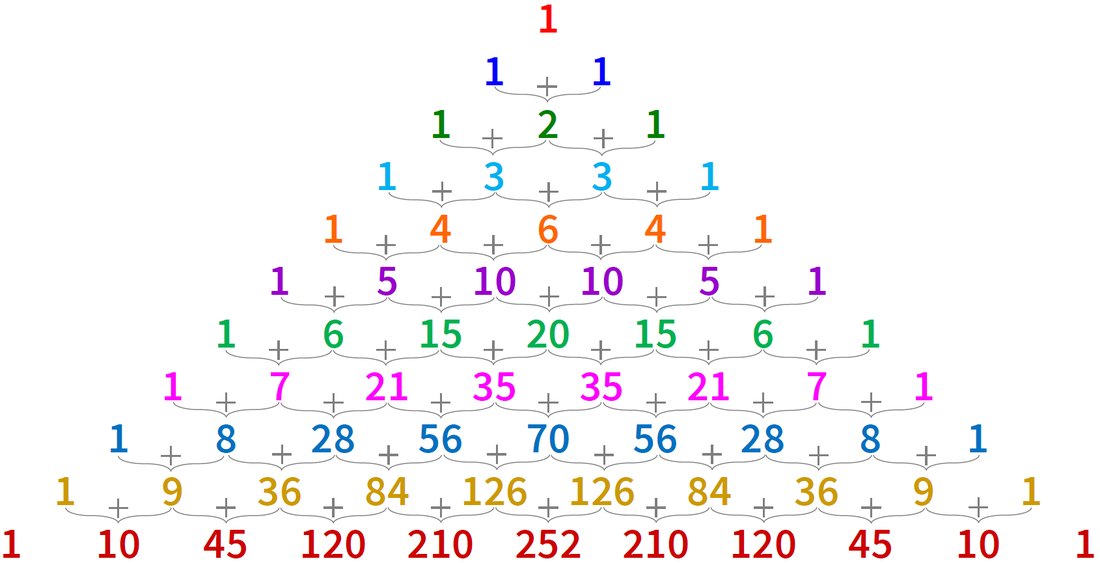 1
1 + 1
1 + 2 + 1
1 + 3 + 3 + 1
1 + 4 + 6 + 4 + 1
1 + 5 + 10 + 10 + 5 + 1
1 + 6 + 15 + 20 + 15 + 6 + 1
1 + 7 + 21 + 35 + 35 + 21 + 7 + 1
1 + 8 + 28 + 56 + 70 + 56 + 28 + 8 + 1
1 + 9 + 36 + 84 + 126 + 126 + 84 + 36 + 9 + 1
1 10 45 120 210 252 210 120 45 10 1